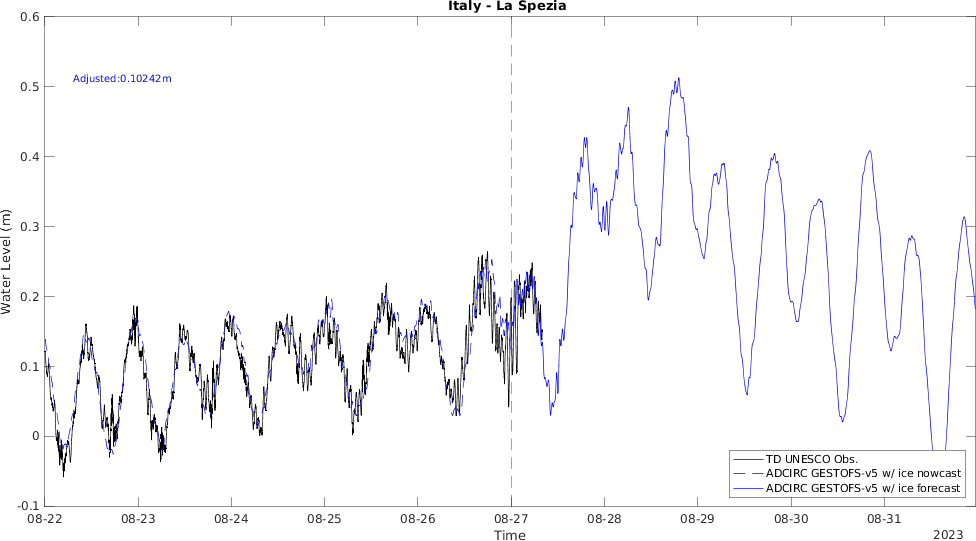 Italy - La Spezia
0.6
0.5
0.4
0.3
0.2
0.1
0
-0.1
Water Level (m)
Adjusted:0.10242m
TD UNESCO Obs.
ADCIRC GESTOFS-v5 w/ ice nowcast
ADCIRC GESTOFS-v5 w/ ice forecast
08-22 08-23 08-24 08-25 08-26 08-27 08-28 08-29 08-30 08-31
Time
2023